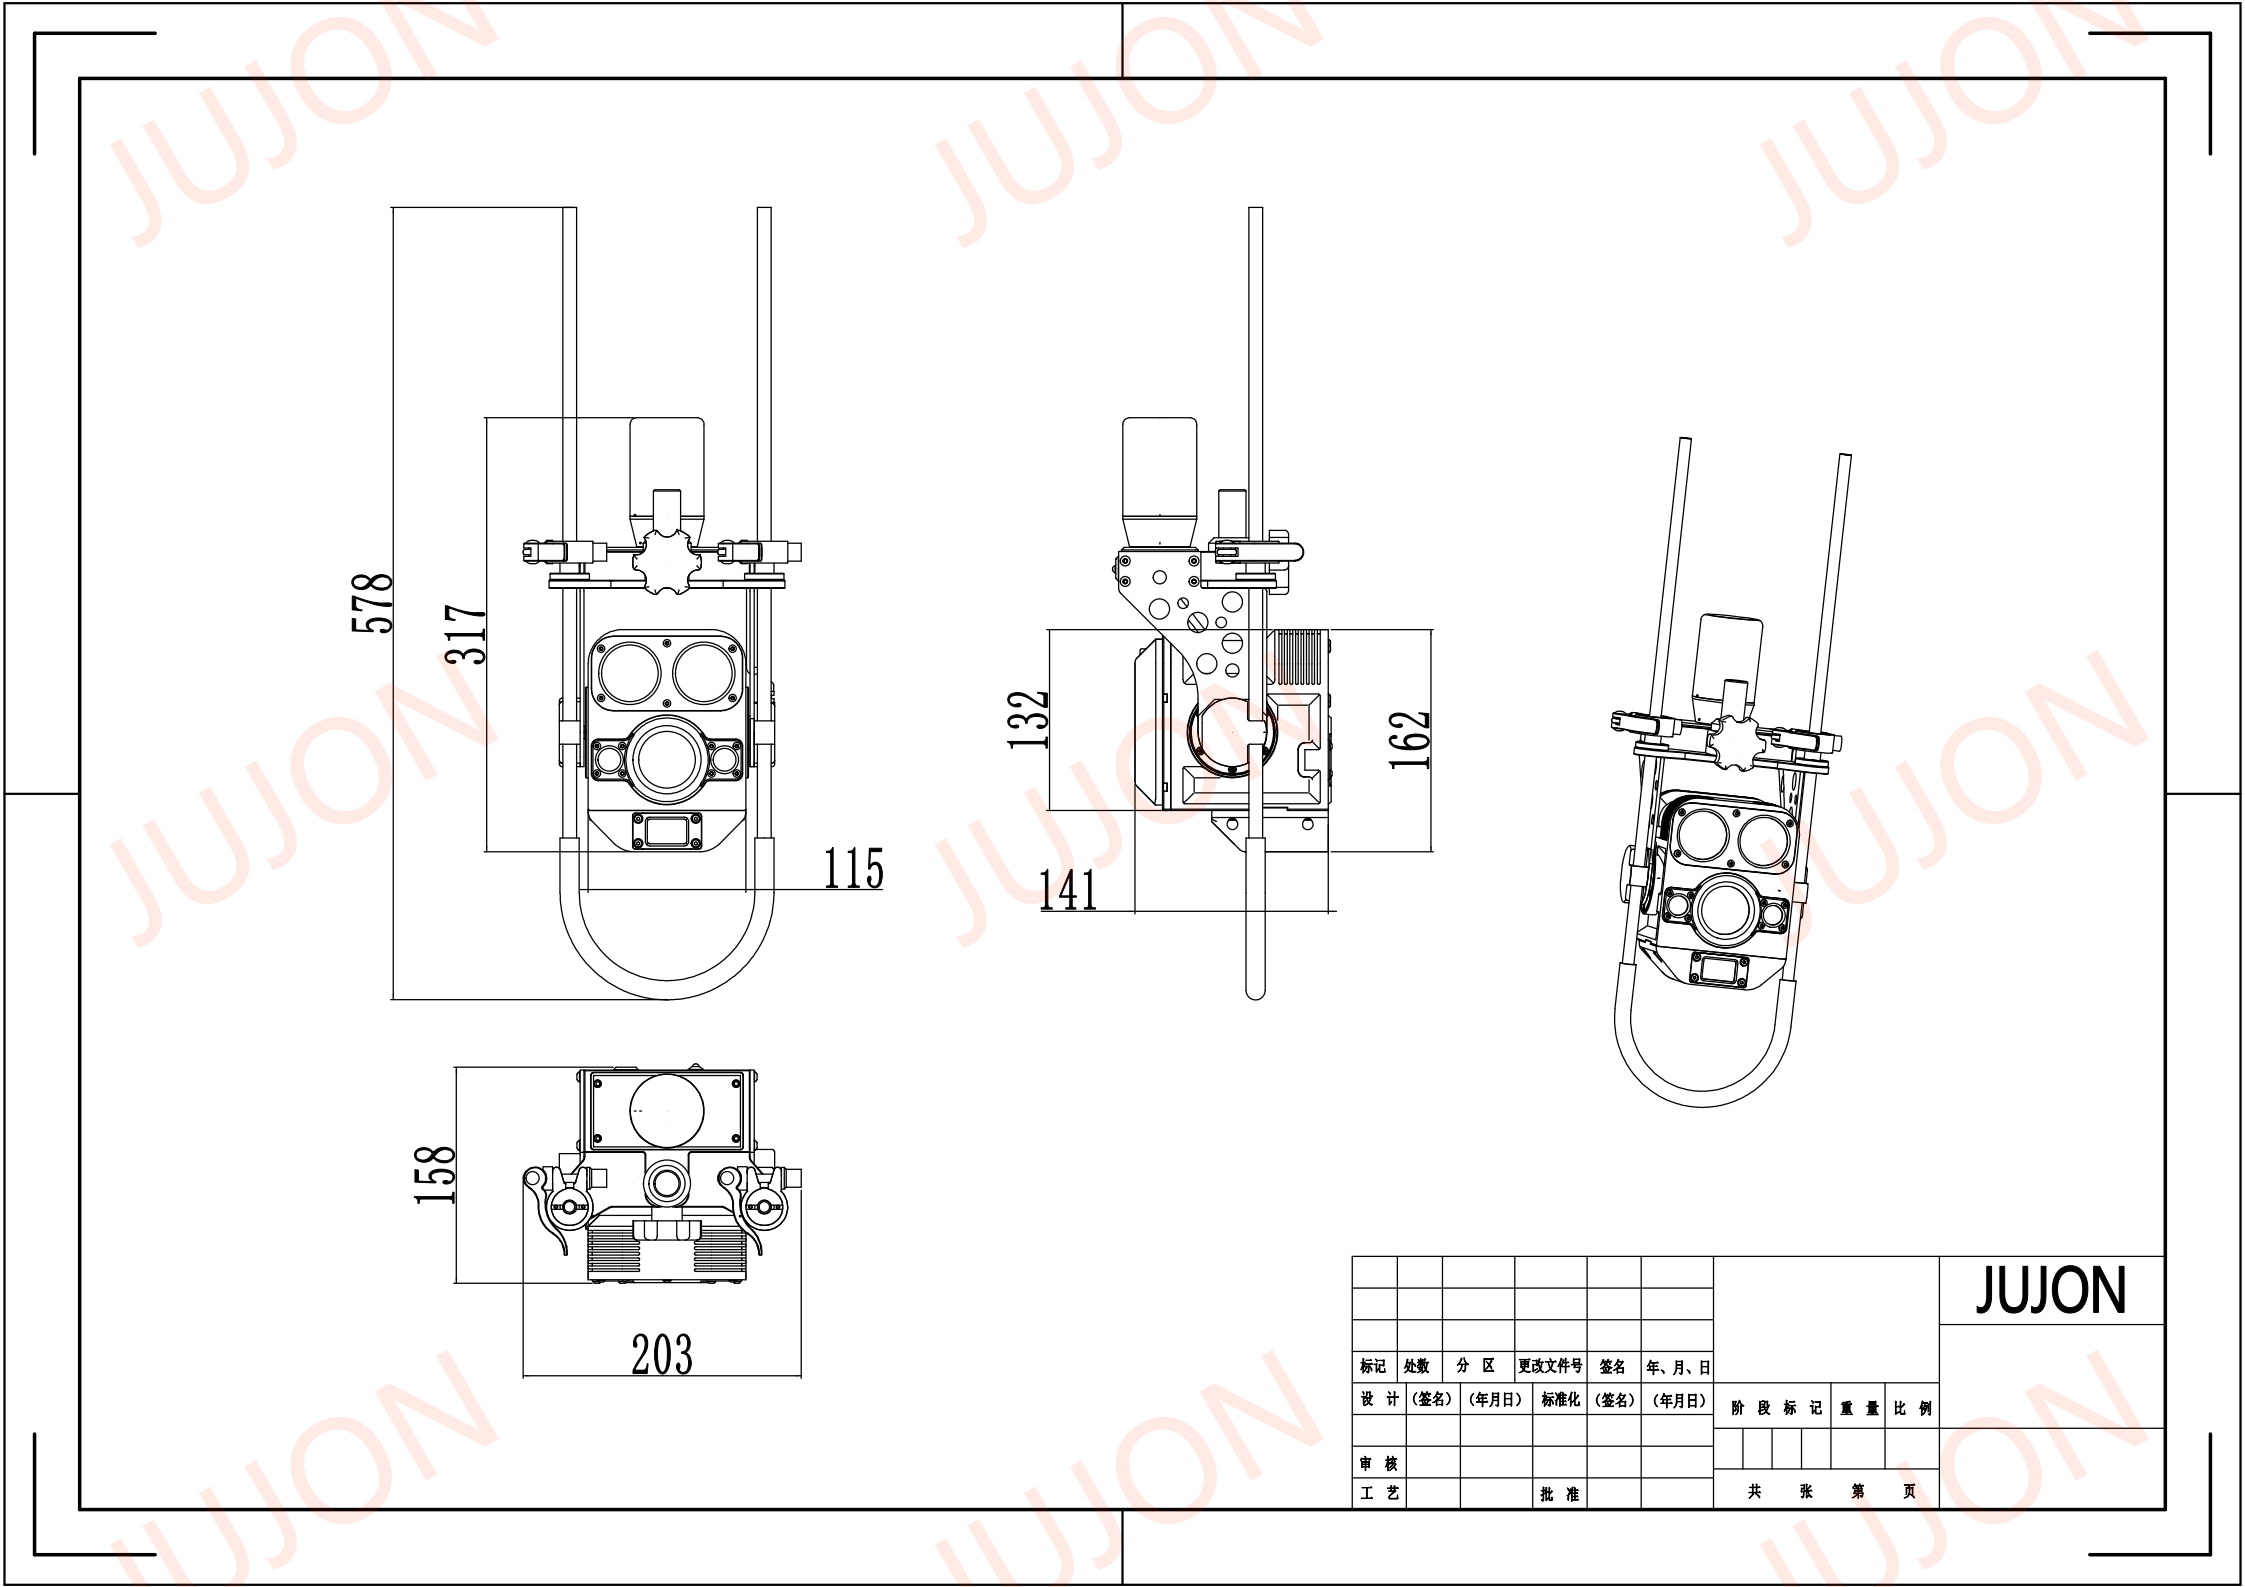 JUJON JUJON JUJON
578
317
132
162
115
141
JUJON JUJON JUJON
158
203
JUJON
标记 处数 分 区 更改文件号 签名 年、月、日
设 计 (签名) (年月日) 标准化 (签名) (年月日)
阶 段 标 记 重 量 比 例
审 核
工 艺 批 准
共 张 第 页
JUJON JUJON JUJON